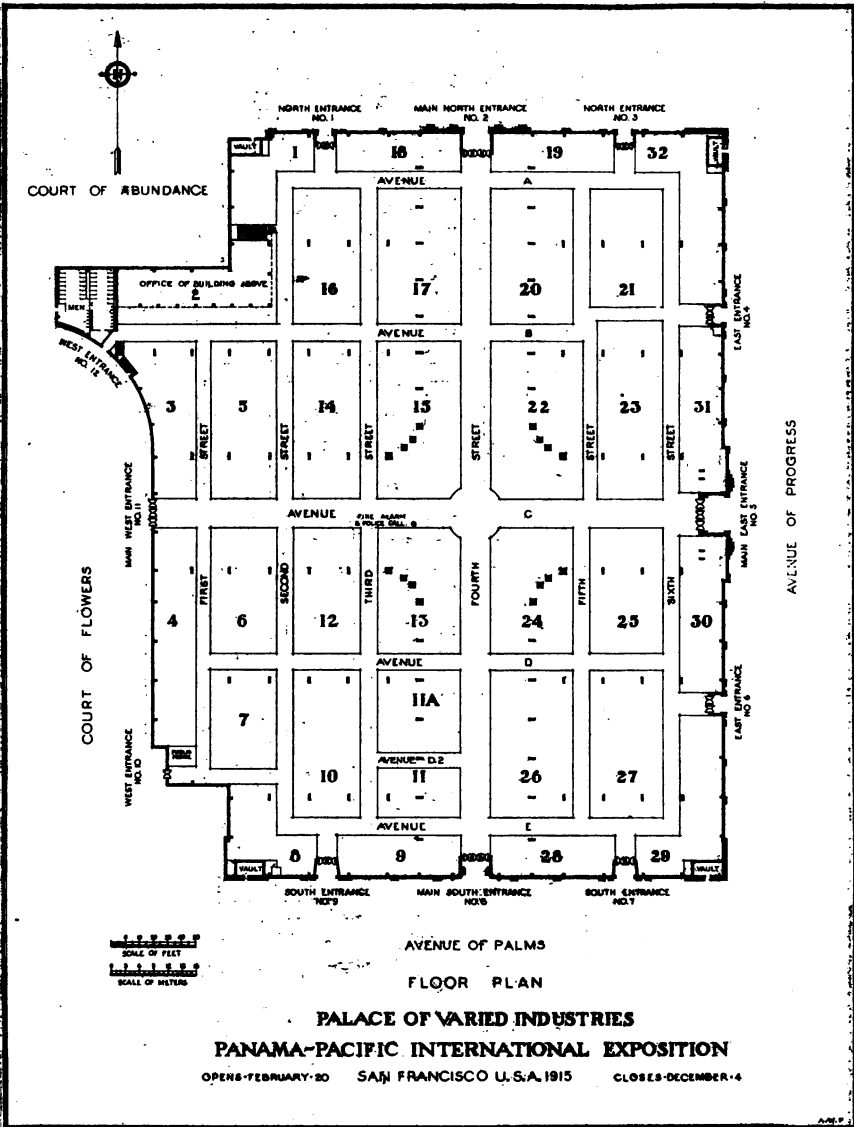 NORTH ENTRANCE
NO. 1
MAIN NORTH ENTRANCE
NO. 2
NORTH ENTRANCE
NO. 3
N
VAULT
1
18
19
32
VAULT
COURT OF ABUNDANCE
AVENUE A
OFFICE OF BUILDING ABOVE
2
16
17
20
21
MEN
EAST ENTRANCE
NO. 4
AVENUE B
WEST ENTRANCE
NO. 12
3
5
14
15
22
23
31
STREET
STREET
STREET
STREET
STREET
STREET
AVENUE OF PROGRESS
MAIN WEST ENTRANCE
NO. 11
AVENUE C
FIRE ALARM
& POLICE CALL
MAIN EAST ENTRANCE
NO. 5
COURT OF FLOWERS
FIRST
SECOND
THIRD
FOURTH
FIFTH
SIXTH
4
6
12
13
24
25
30
AVENUE D
EAST ENTRANCE
NO 6
7
11A
WEST ENTRANCE
NO. 10
AVENUE D.2
10
11
26
27
AVENUE E
8
9
28
29
VAULT
VAULT
SOUTH ENTRANCE
NO. 9
MAIN SOUTH ENTRANCE
NO. 8
SOUTH ENTRANCE
NO. 7
SCALE OF FEET
SCALE OF METERS
AVENUE OF PALMS
FLOOR PLAN
PALACE OF VARIED INDUSTRIES
PANAMA-PACIFIC INTERNATIONAL EXPOSITION
OPENS·FEBRUARY·20 SAN FRANCISCO U.S.A. 1915 CLOSES·DECEMBER·4